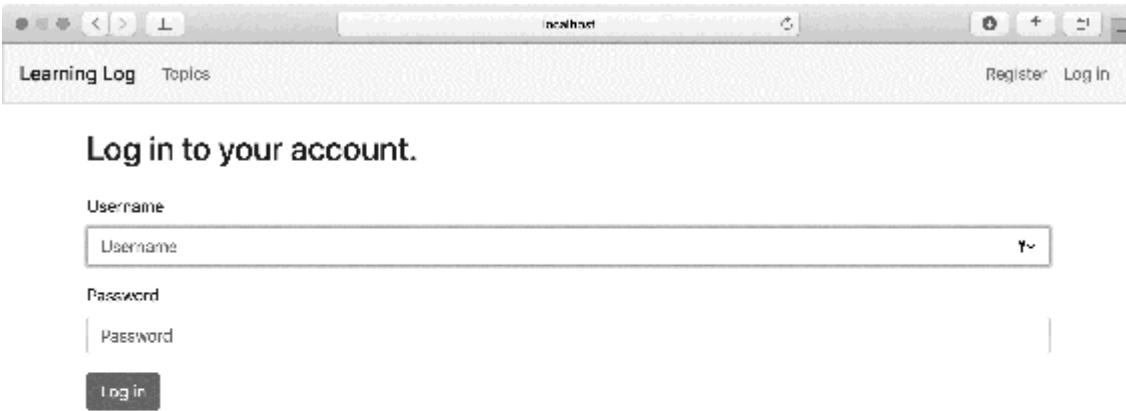 localhost
Learning Log Topics Register Log in
Log in to your account.
Username
Username
Password
Password
Log in